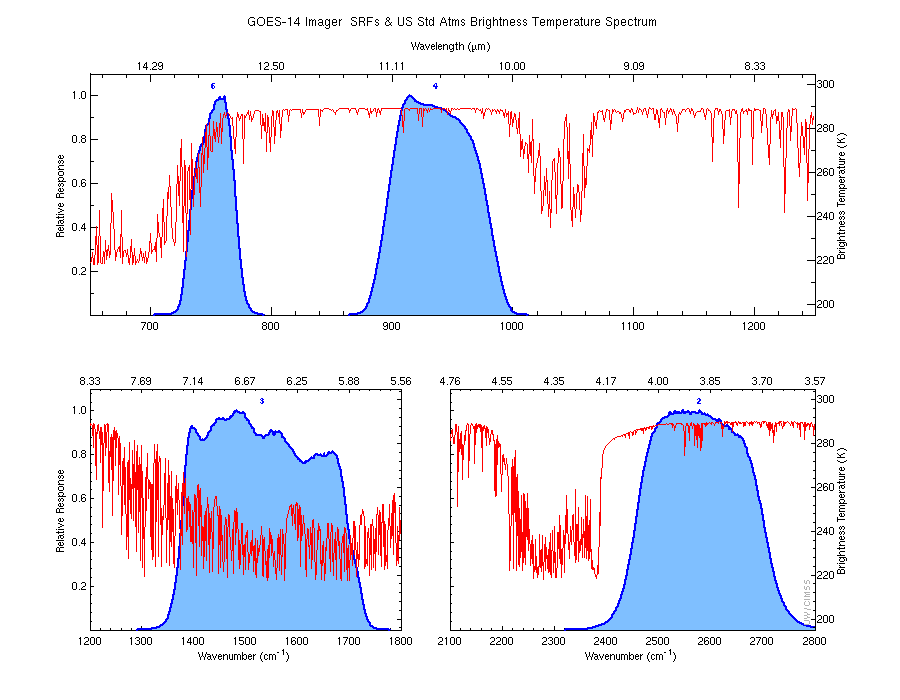 GOES-14 Imager  SRFs & US Std Atms Brightness Temperature Spectrum
Wavelength (μm)
14.29 12.50 11.11 10.00 9.09 8.33
6 4
1.0 300
0.8 280
0.6 260
0.4 240
0.2 220
200
Relative Response
Brightness Temperature (K)
700 800 900 1000 1100 1200
8.33 7.69 7.14 6.67 6.25 5.88 5.56 4.76 4.55 4.35 4.17 4.00 3.85 3.70 3.57
3 2
1.0 300
0.8 280
0.6 260
0.4 240
0.2 220
200
Relative Response
Brightness Temperature (K)
UW/CIMSS
1200 1300 1400 1500 1600 1700 1800 2100 2200 2300 2400 2500 2600 2700 2800
Wavenumber (cm⁻¹) Wavenumber (cm⁻¹)